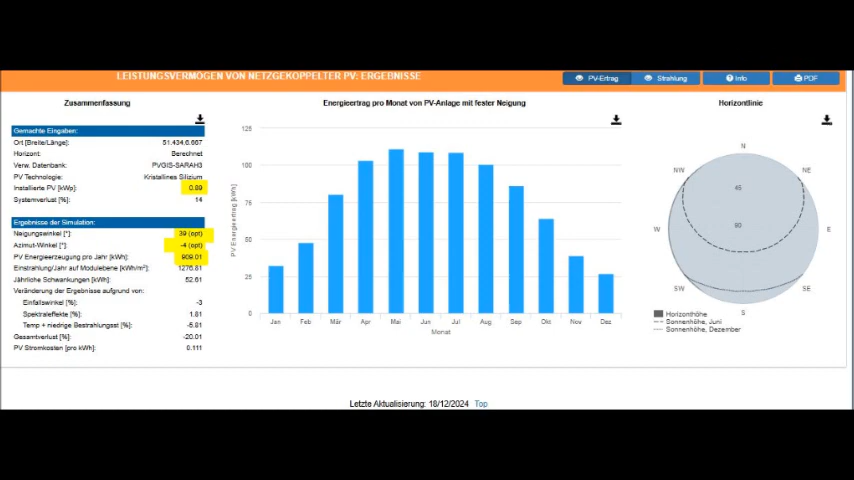 LEISTUNGSVERMÖGEN VON NETZGEKOPPELTER PV: ERGEBNISSE
PV-Ertrag
Strahlung
Info
PDF
Zusammenfassung
Gemachte Eingaben:
Ort [Breite/Länge]: 51.434,6.667
Horizont: Berechnet
Verw. Datenbank: PVGIS-SARAH3
PV Technologie: Kristallines Silizium
Installierte PV [kWp]: 0.89
Systemverlust [%]: 14
Ergebnisse der Simulation:
Neigungswinkel [°]: 39 (opt)
Azimut-Winkel [°]: -4 (opt)
PV Energieerzeugung pro Jahr [kWh]: 909.01
Einstrahlung/Jahr auf Modulebene [kWh/m²]: 1276.81
Jährliche Schwankungen [kWh]: 52.61
Veränderung der Ergebnisse aufgrund von:
Einfallswinkel [%]: -3
Spektraleffekte [%]: 1.81
Temp + niedrige Bestrahlungsst. [%]: -5.81
Gesamtverlust [%]: -20.01
PV Stromkosten [pro kWh]: 0.111
Energieertrag pro Monat von PV-Anlage mit fester Neigung
PV Energieertrag [kWh]
125
100
75
50
25
0
Jan Feb Mär Apr Mai Jun Jul Aug Sep Okt Nov Dez
Monat
Horizontlinie
N
NW NE
45
W E
90
SW SE
S
Horizonthöhe
Sonnenhöhe, Juni
Sonnenhöhe, Dezember
Letzte Aktualisierung: 18/12/2024 Top